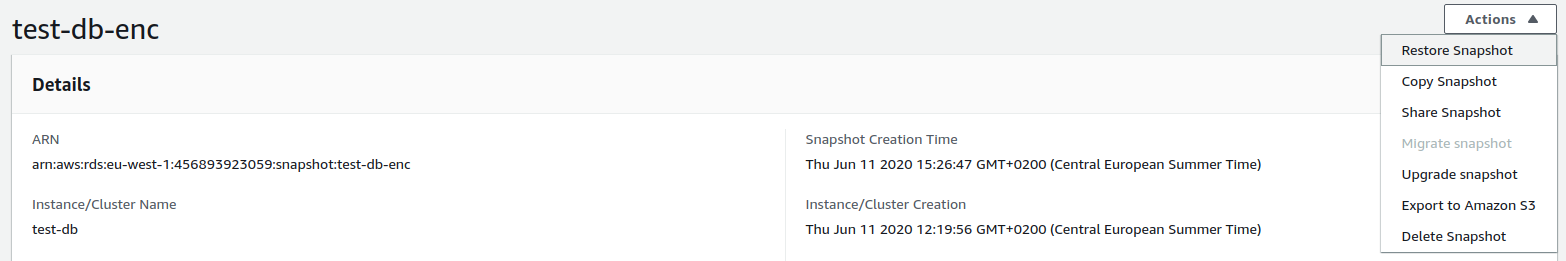 test-db-enc
Actions
Restore Snapshot
Copy Snapshot
Share Snapshot
Migrate snapshot
Upgrade snapshot
Export to Amazon S3
Delete Snapshot
Details
ARN
arn:aws:rds:eu-west-1:456893923059:snapshot:test-db-enc
Instance/Cluster Name
test-db
Snapshot Creation Time
Thu Jun 11 2020 15:26:47 GMT+0200 (Central European Summer Time)
Instance/Cluster Creation
Thu Jun 11 2020 12:19:56 GMT+0200 (Central European Summer Time)